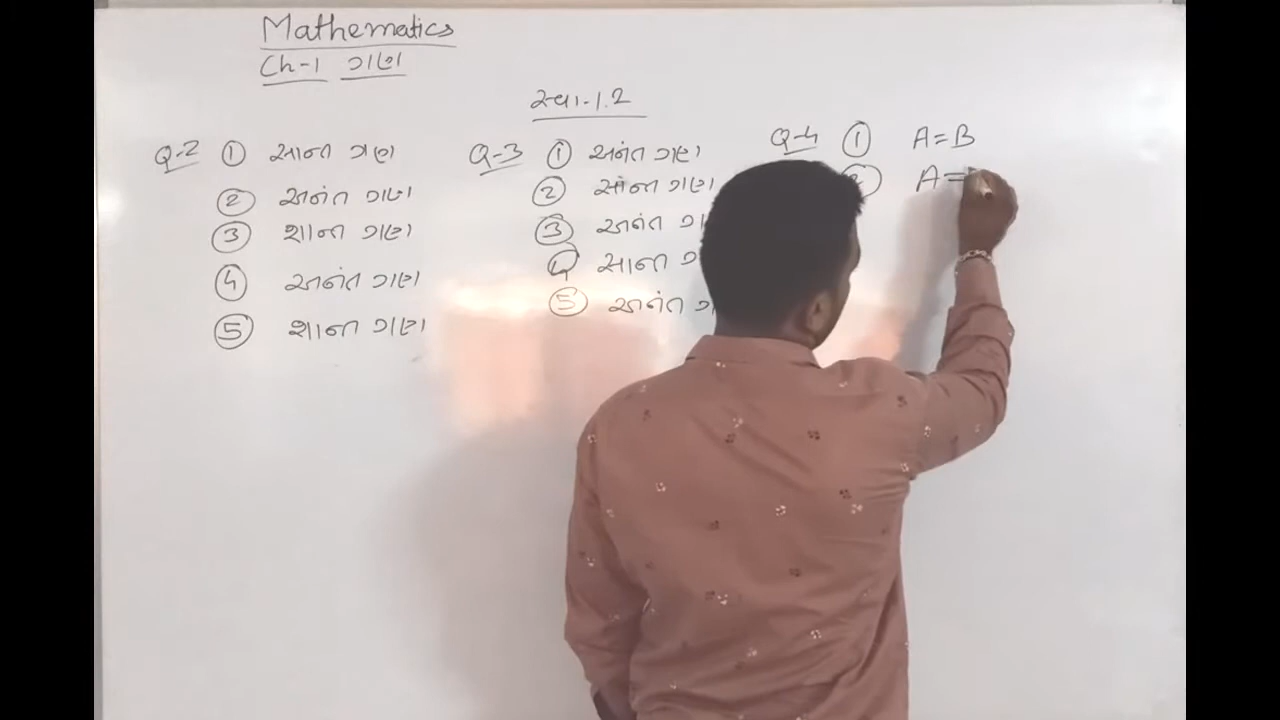 Mathematics
Ch-1 ગણ
સ્વા-1.2
Q-2 ① સાન્ત ગણ
② અનંત ગણ
③ શાન્ત ગણ
④ અનંત ગણ
⑤ શાન્ત ગણ
Q-3 ① અનંત ગણ
② સાન્ત ગણ
③ અનંત
④ સાન્ત
⑤ અનંત
Q-4 ① A=B
② A=